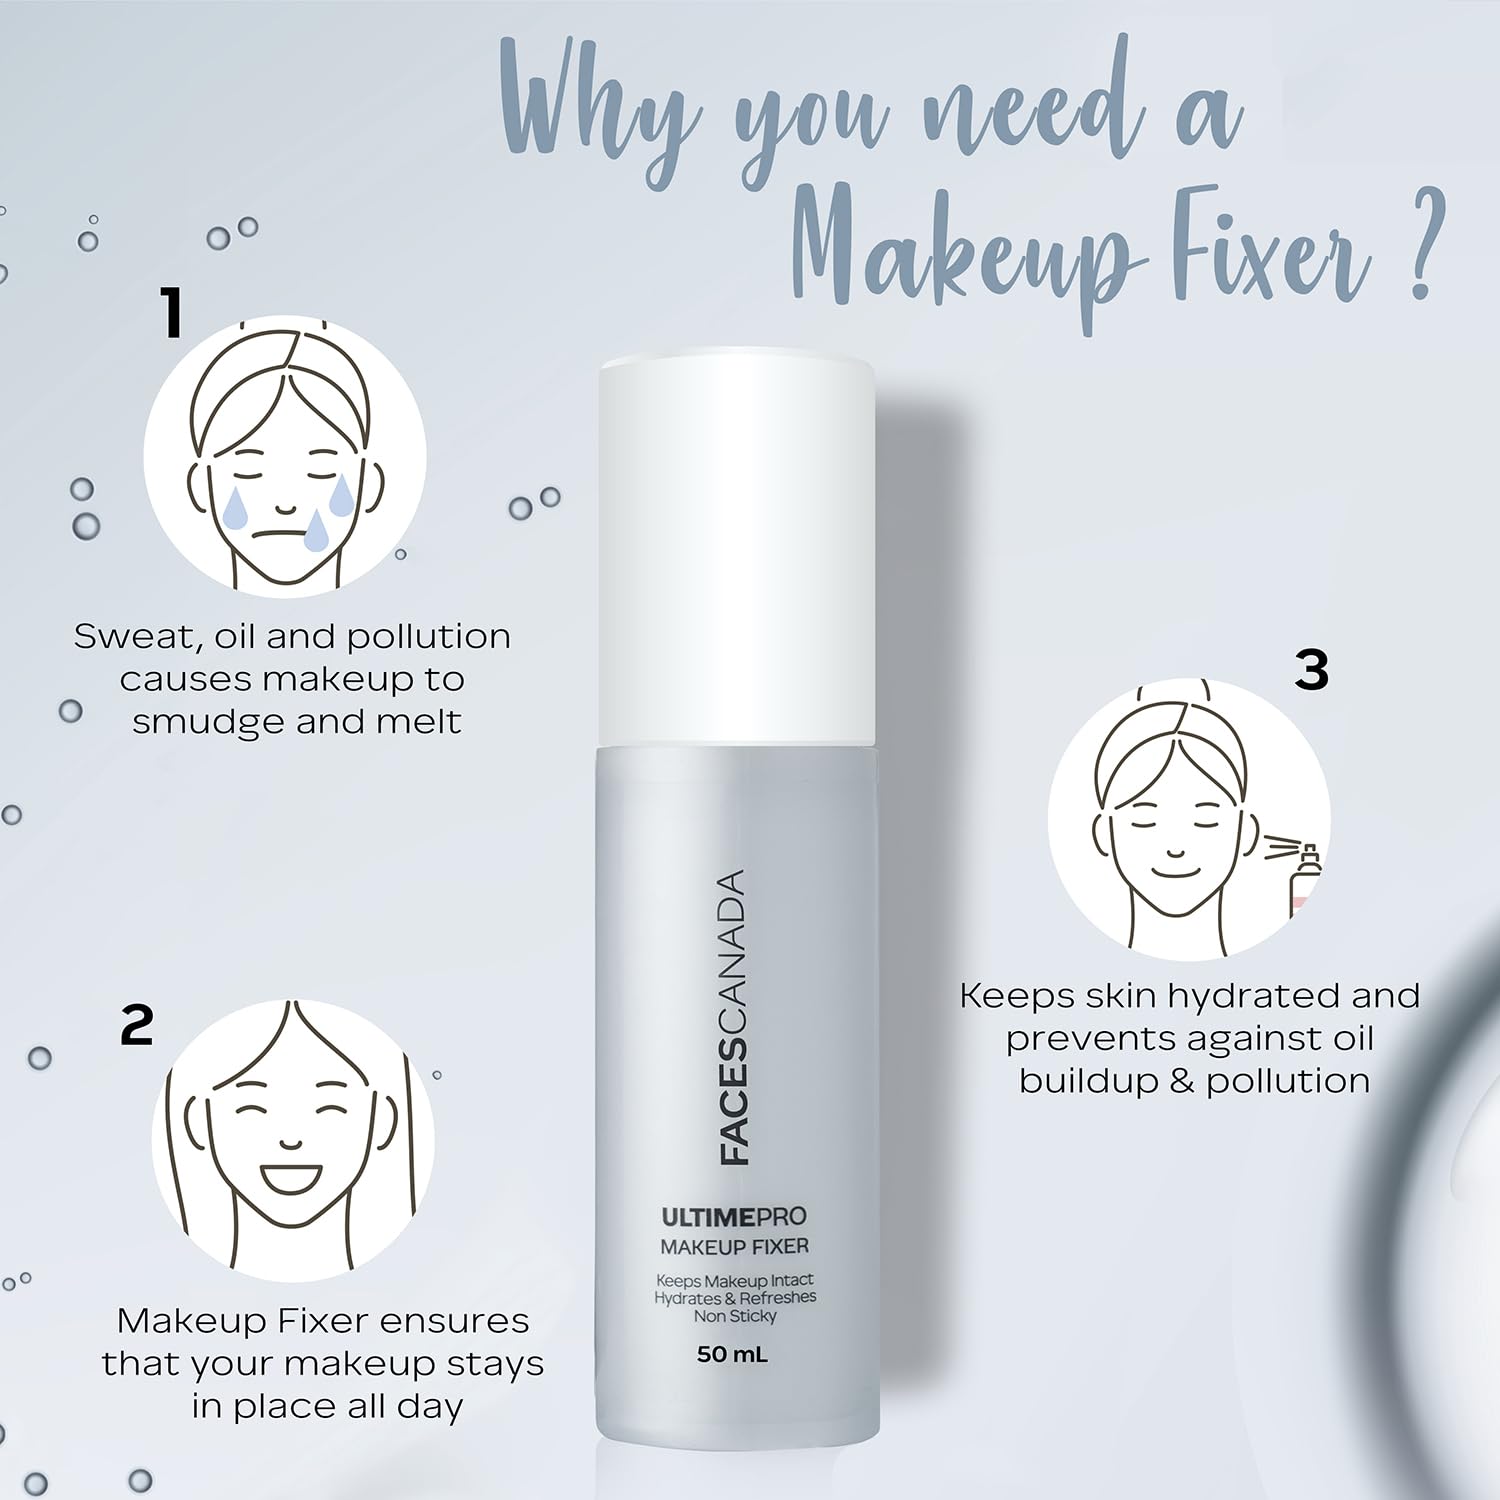 Why you need a
Makeup Fixer ?
1
Sweat, oil and pollution
causes makeup to
smudge and melt
2
Makeup Fixer ensures
that your makeup stays
in place all day
3
Keeps skin hydrated and
prevents against oil
buildup & pollution
FACESCANADA
ULTIMEPRO
MAKEUP FIXER
Keeps Makeup Intact
Hydrates & Refreshes
Non Sticky
50 mL